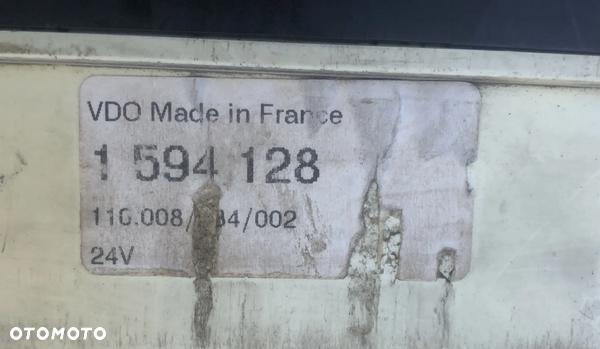 VDO Made in France
1 594 128
24V
OTOMOTO